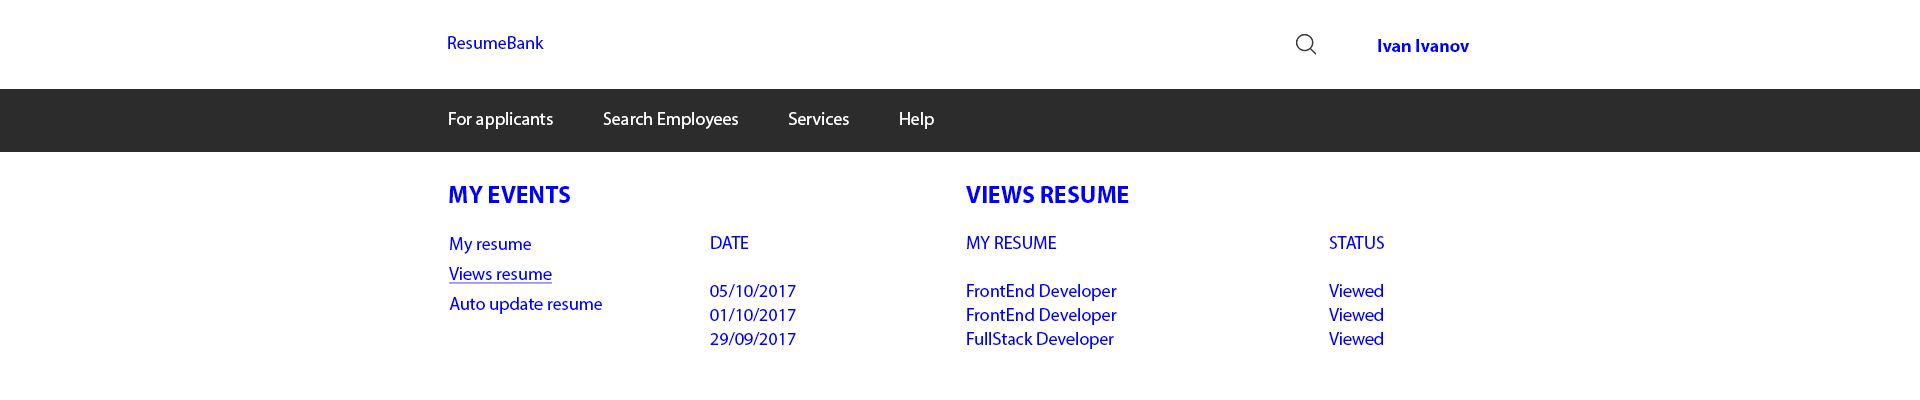 ResumeBank
Ivan Ivanov
For applicants Search Employees Services Help
MY EVENTS
VIEWS RESUME
My resume
Views resume
Auto update resume
DATE MY RESUME STATUS
05/10/2017 FrontEnd Developer Viewed
01/10/2017 FrontEnd Developer Viewed
29/09/2017 FullStack Developer Viewed